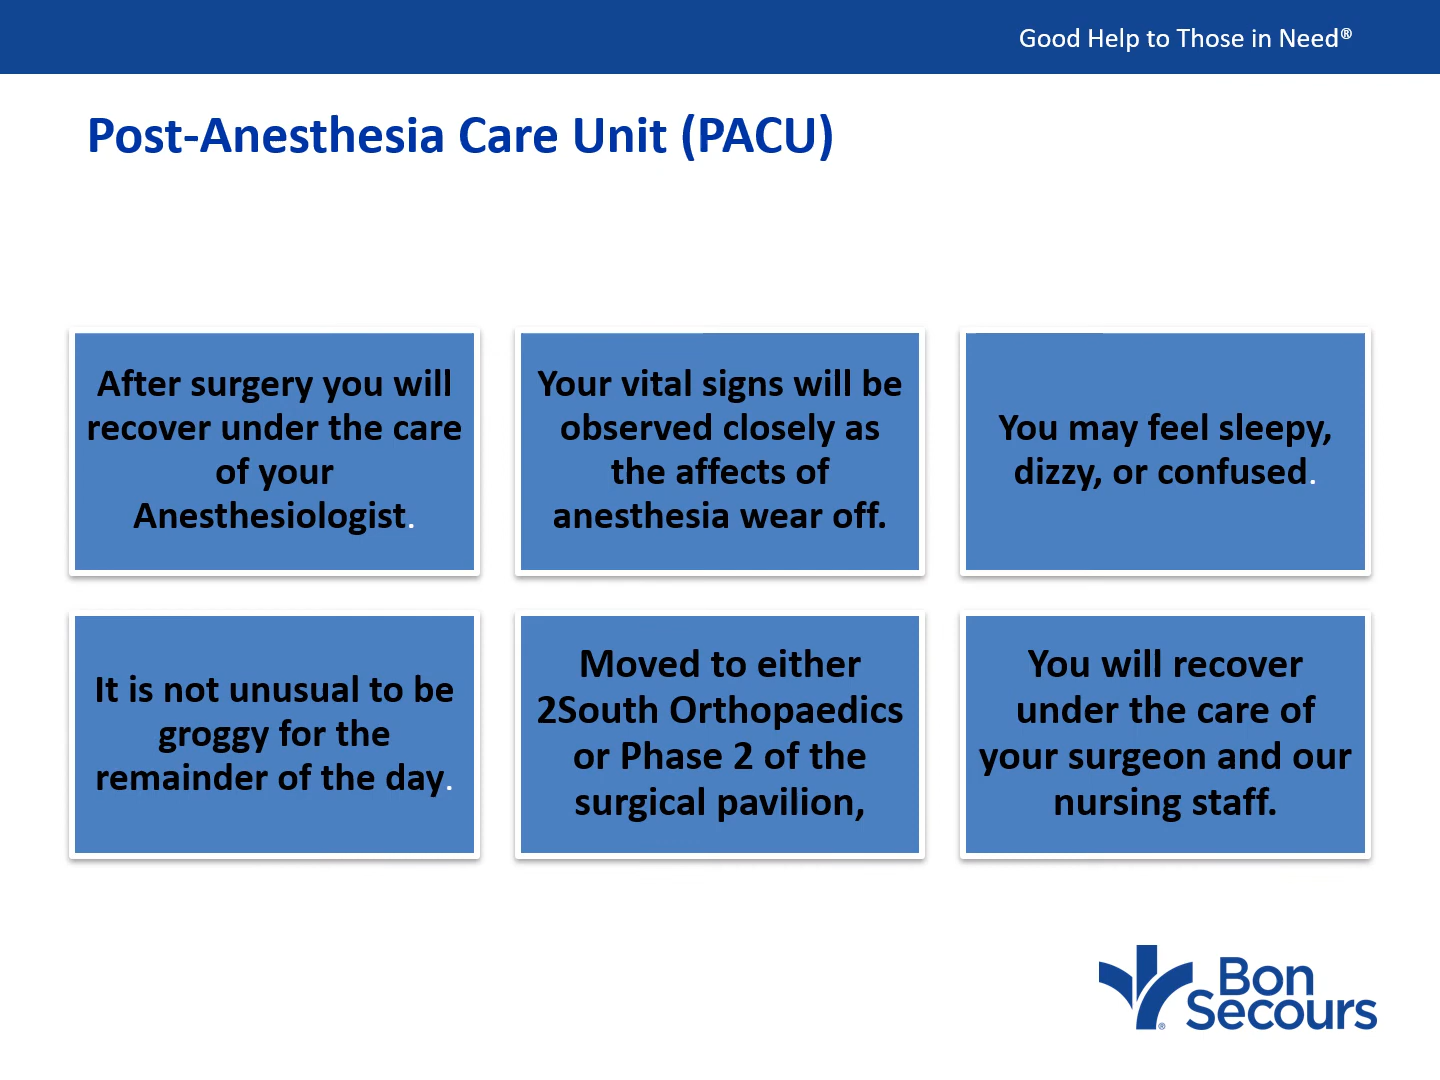 Good Help to Those in Need®
Post-Anesthesia Care Unit (PACU)
After surgery you will
recover under the care
of your
Anesthesiologist.
Your vital signs will be
observed closely as
the affects of
anesthesia wear off.
You may feel sleepy,
dizzy, or confused.
It is not unusual to be
groggy for the
remainder of the day.
Moved to either
2South Orthopaedics
or Phase 2 of the
surgical pavilion,
You will recover
under the care of
your surgeon and our
nursing staff.
Bon
Secours
®